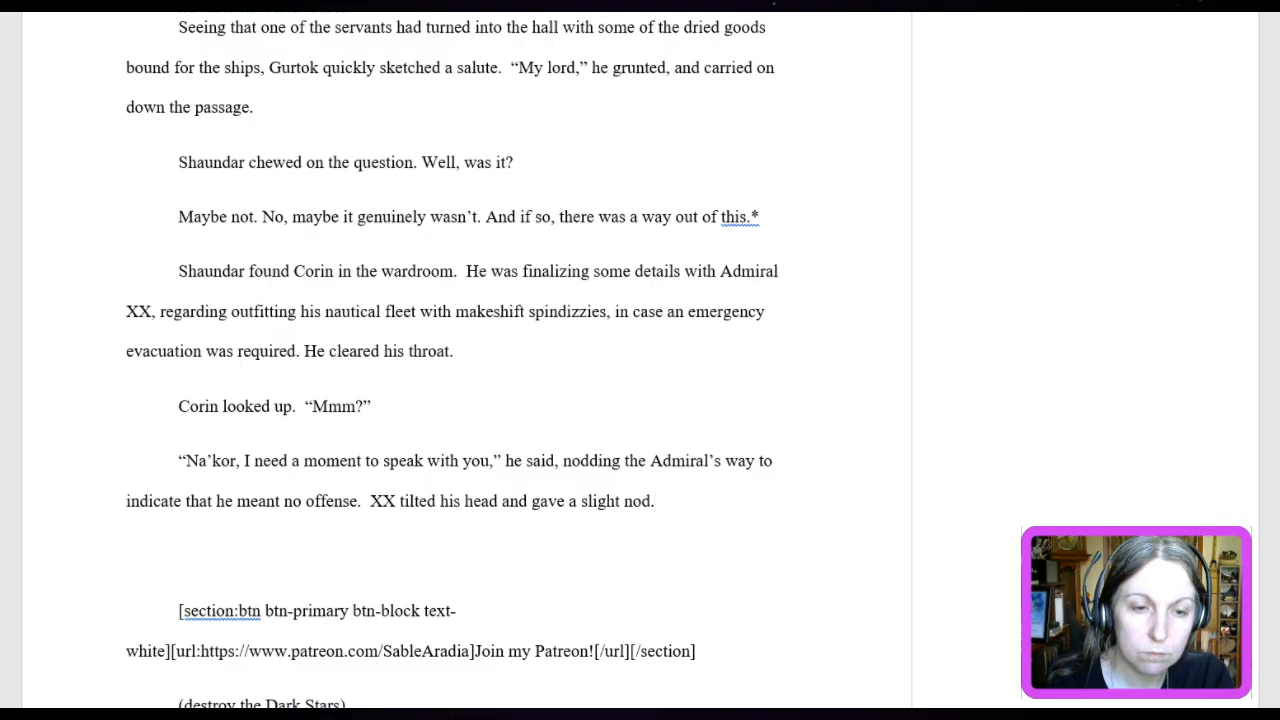 Seeing that one of the servants had turned into the hall with some of the dried goods
bound for the ships, Gurtok quickly sketched a salute.  “My lord,” he grunted, and carried on
down the passage.
Shaundar chewed on the question. Well, was it?
Maybe not. No, maybe it genuinely wasn’t. And if so, there was a way out of this.*
Shaundar found Corin in the wardroom.  He was finalizing some details with Admiral
XX, regarding outfitting his nautical fleet with makeshift spindizzies, in case an emergency
evacuation was required. He cleared his throat.
Corin looked up.  “Mmm?”
“Na’kor, I need a moment to speak with you,” he said, nodding the Admiral’s way to
indicate that he meant no offense.  XX tilted his head and gave a slight nod.
[section:btn btn-primary btn-block text-
white][url:https://www.patreon.com/SableAradia]Join my Patreon![/url][/section]
(destroy the Dark Stars)